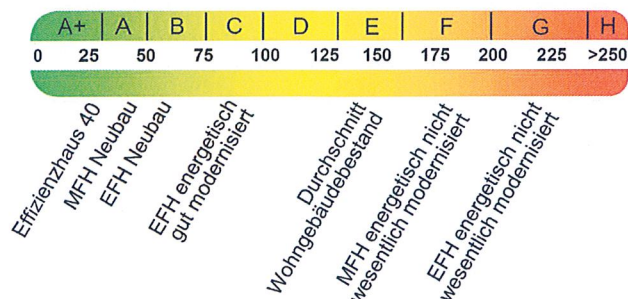 A+ A B C D E F G H
0 25 50 75 100 125 150 175 200 225 >250
Effizienzhaus 40
MFH Neubau
EFH Neubau
EFH energetisch
gut modernisiert
Durchschnitt
Wohngebäudebestand
MFH energetisch nicht
wesentlich modernisiert
EFH energetisch nicht
wesentlich modernisiert